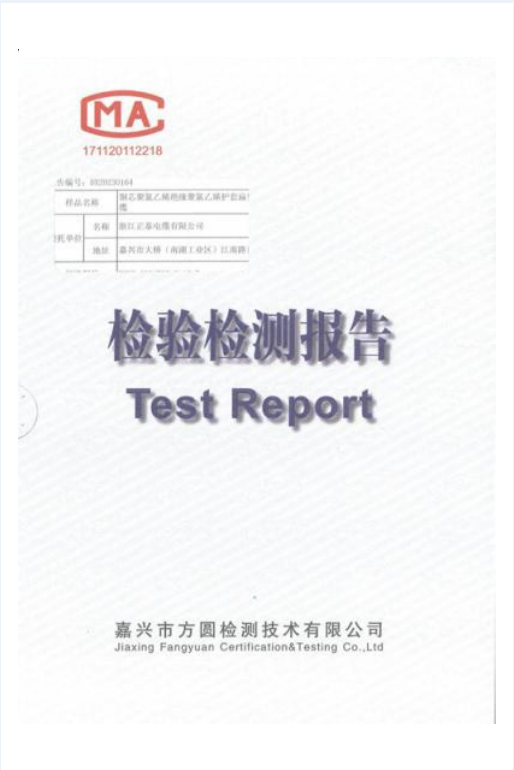 MA
171120112218
告编号: SS20230164
样品名称
铜芯聚氯乙烯绝缘聚氯乙烯护套扁
缆
托单位
名称
浙江正泰电缆有限公司
地址
嘉兴市大桥（南湖工业区）江南路
检验检测报告
Test Report
嘉兴市方圆检测技术有限公司
Jiaxing Fangyuan Certification&Testing Co.,Ltd